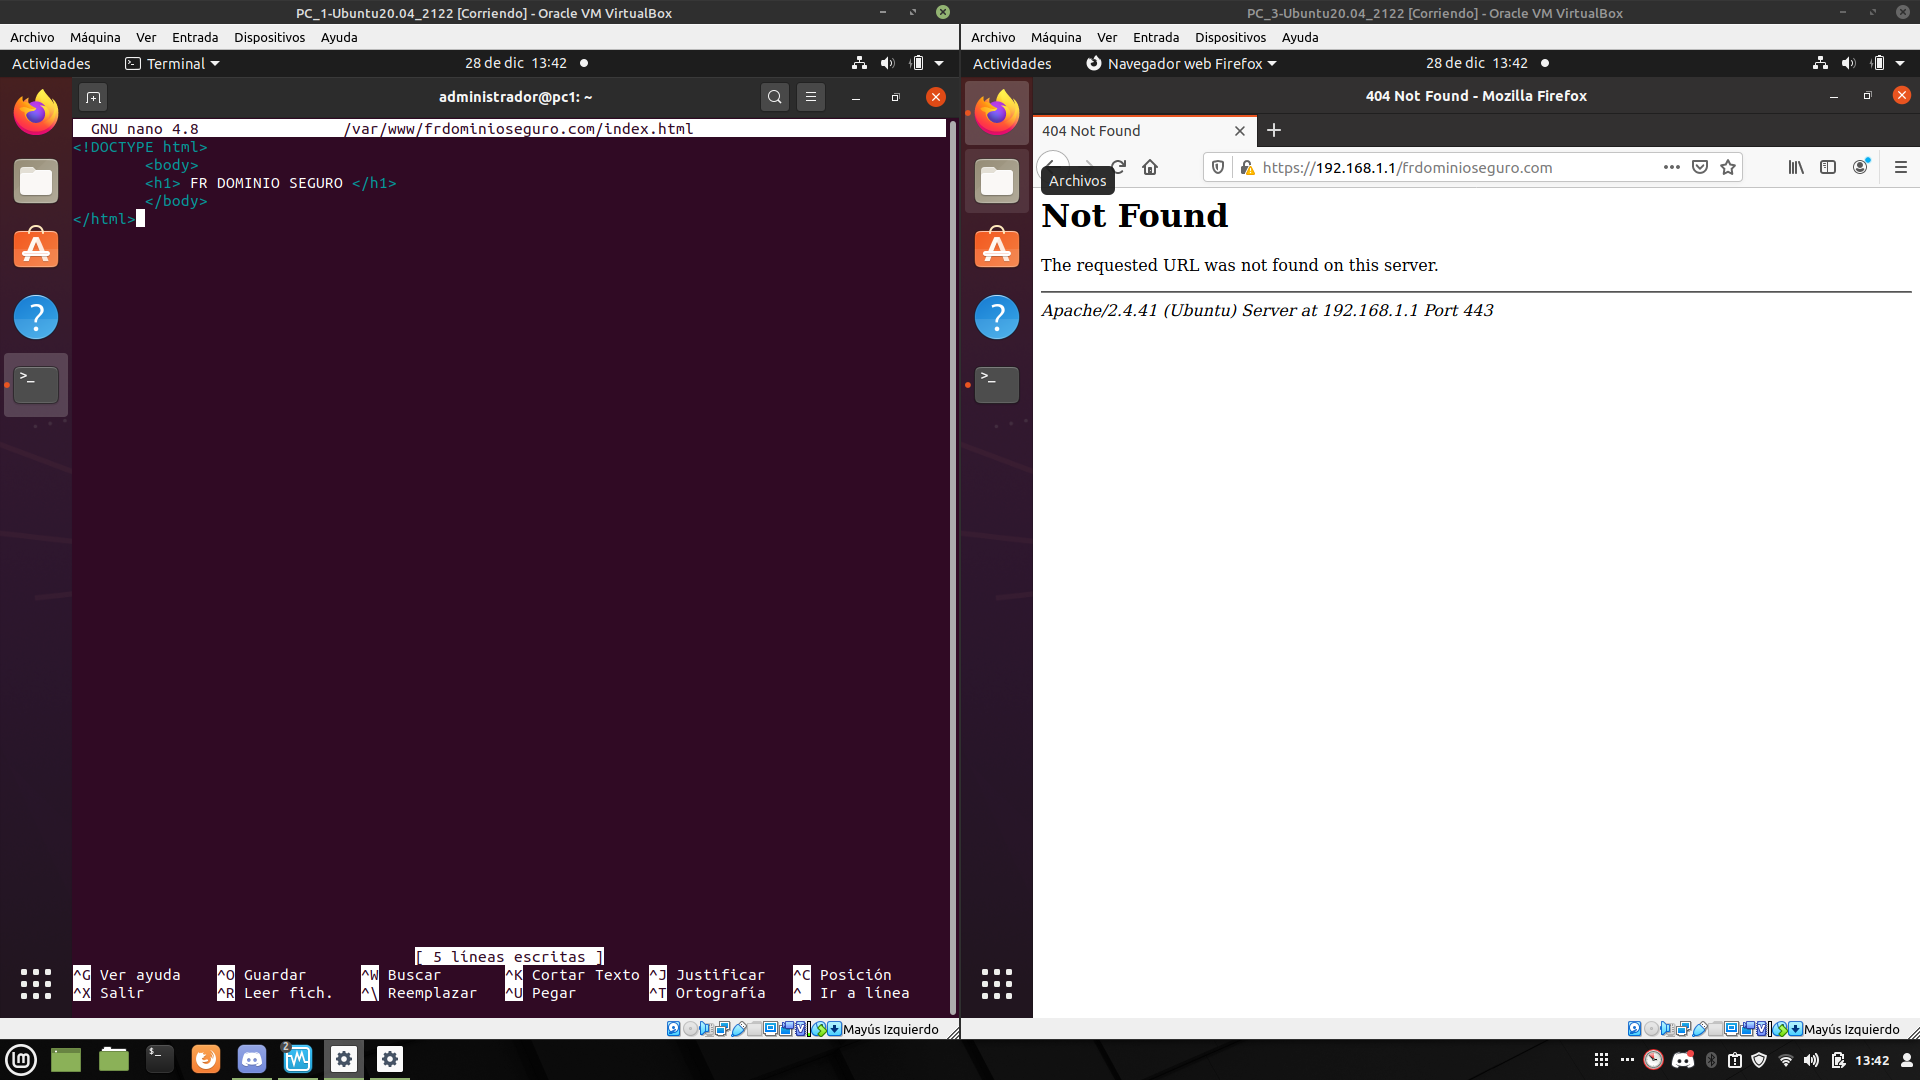 PC_1-Ubuntu20.04_2122 [Corriendo] - Oracle VM VirtualBox
Archivo Máquina Ver Entrada Dispositivos Ayuda
Actividades Terminal 28 de dic 13:42
administrador@pc1: ~
GNU nano 4.8 /var/www/frdominioseguro.com/index.html
<!DOCTYPE html>
<body>
<h1> FR DOMINIO SEGURO </h1>
</body>
</html>
[ 5 líneas escritas ]
^G Ver ayuda ^O Guardar ^W Buscar ^K Cortar Texto ^J Justificar ^C Posición
^X Salir ^R Leer fich. ^\ Reemplazar ^U Pegar ^T Ortografía ^_ Ir a línea
Mayús Izquierdo
PC_3-Ubuntu20.04_2122 [Corriendo] - Oracle VM VirtualBox
Archivo Máquina Ver Entrada Dispositivos Ayuda
Actividades Navegador web Firefox 28 de dic 13:42
404 Not Found - Mozilla Firefox
404 Not Found
https://192.168.1.1/frdominioseguro.com
Archivos
Not Found
The requested URL was not found on this server.
Apache/2.4.41 (Ubuntu) Server at 192.168.1.1 Port 443
Mayús Izquierdo
2
13:42